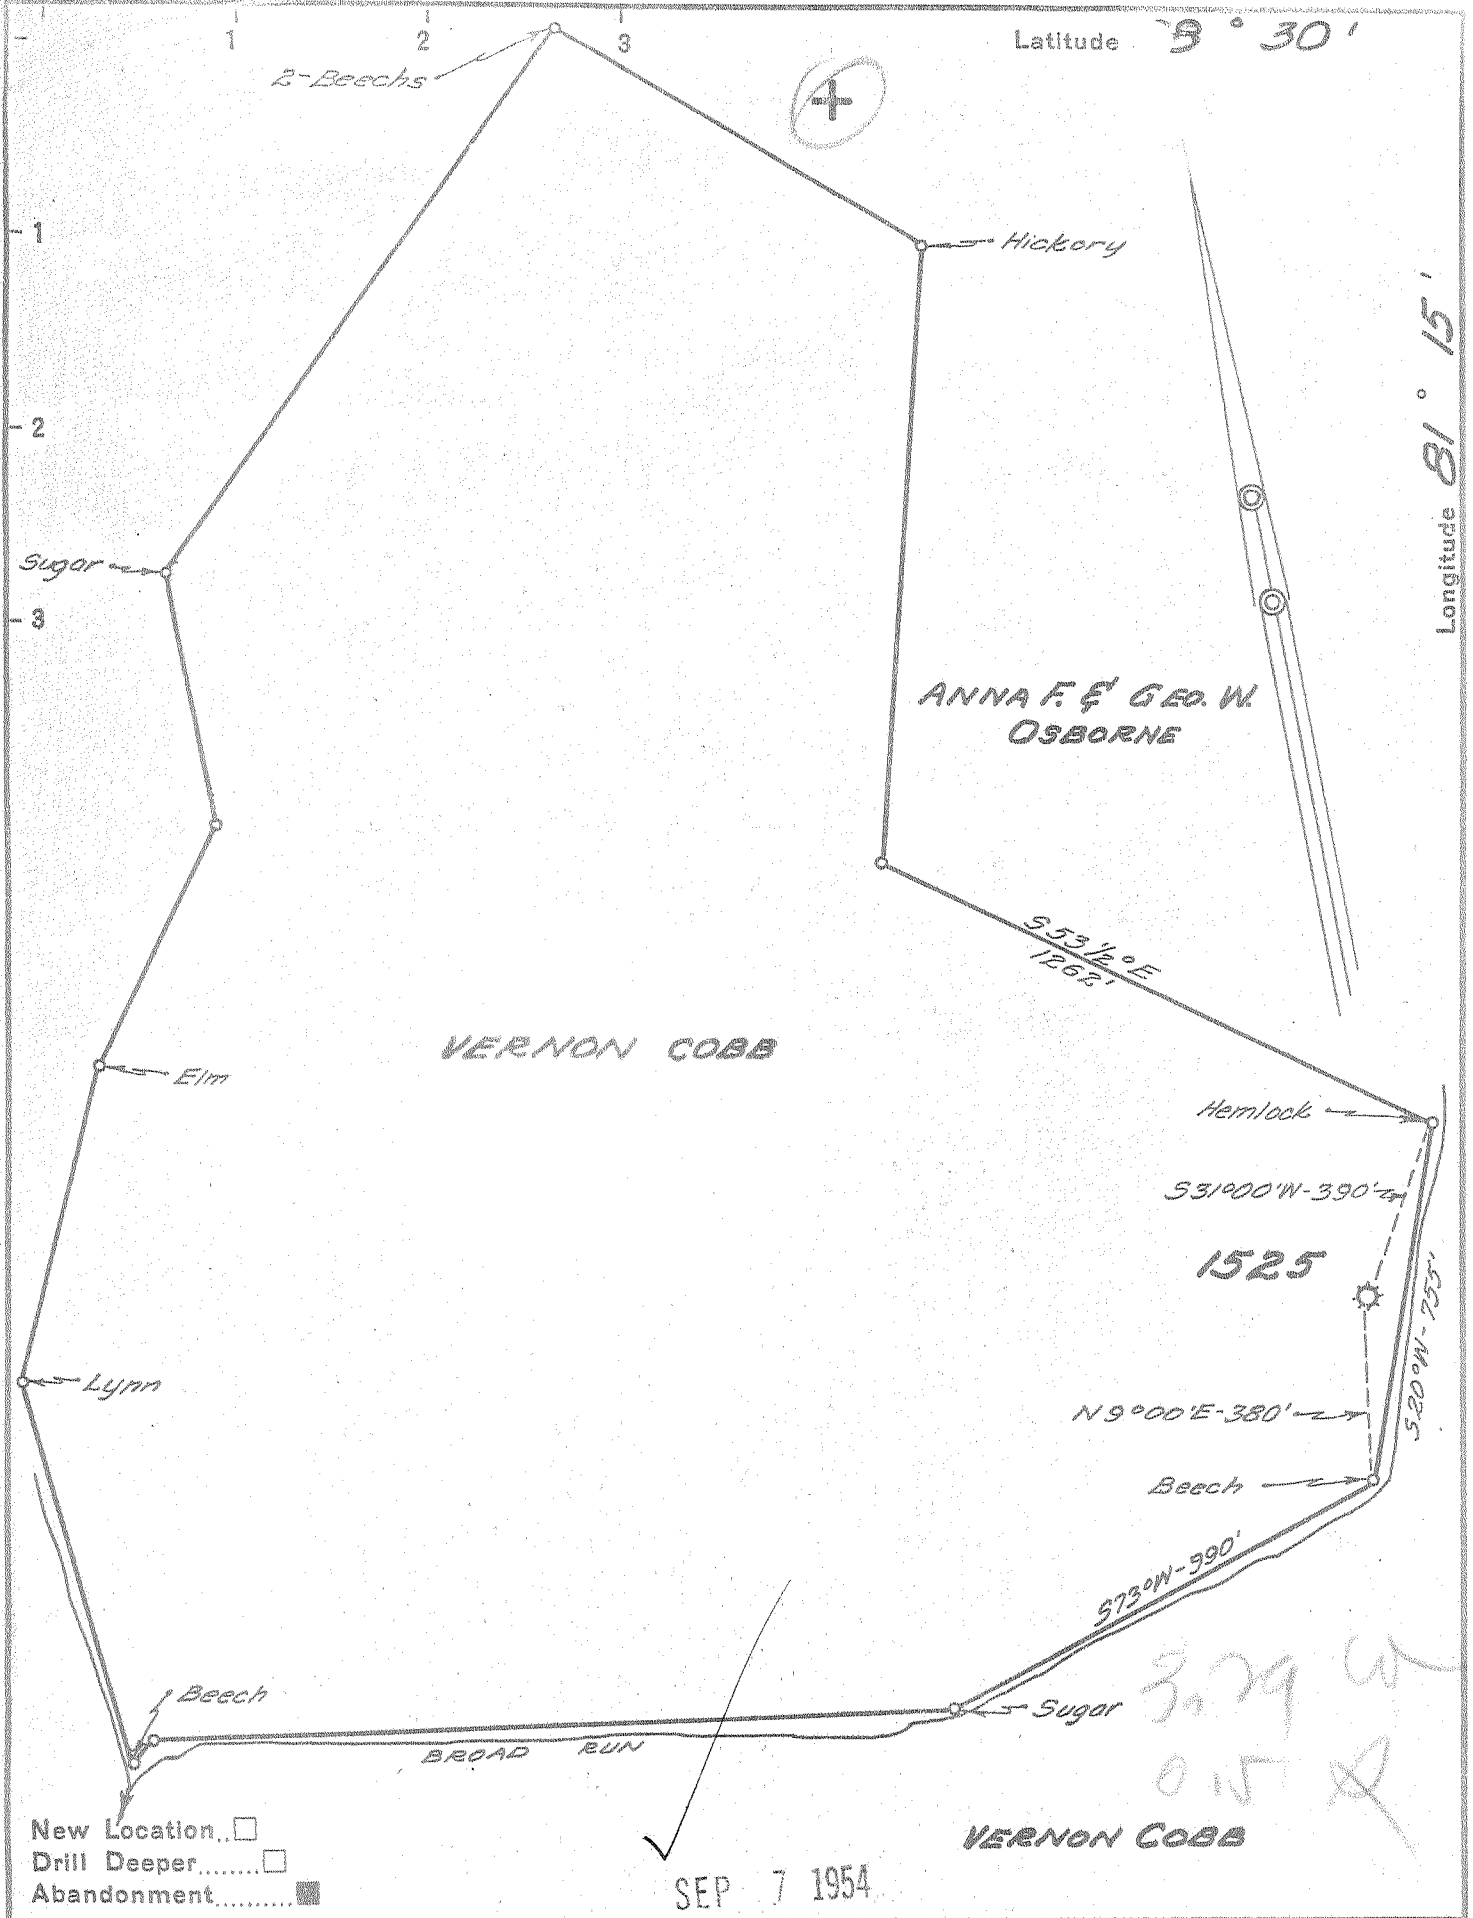 1 2 3
Latitude 3 ° 30 '
2-Beechs
+
Hickory
1
Longitude 81 ° 15 '
2
Sugar
3
ANNA F. & GEO. W.
OSBORNE
S53½°E
1262'
VERNON COBB
Elm
Hemlock
S31°00'W-390'
1525
S20°W-755'
Lynn
N9°00'E-380'
Beech
S73°W-990'
Beech
Sugar
BROAD RUN
VERNON COBB
New Location..
Drill Deeper........
Abandonment..........
SEP 7 1954